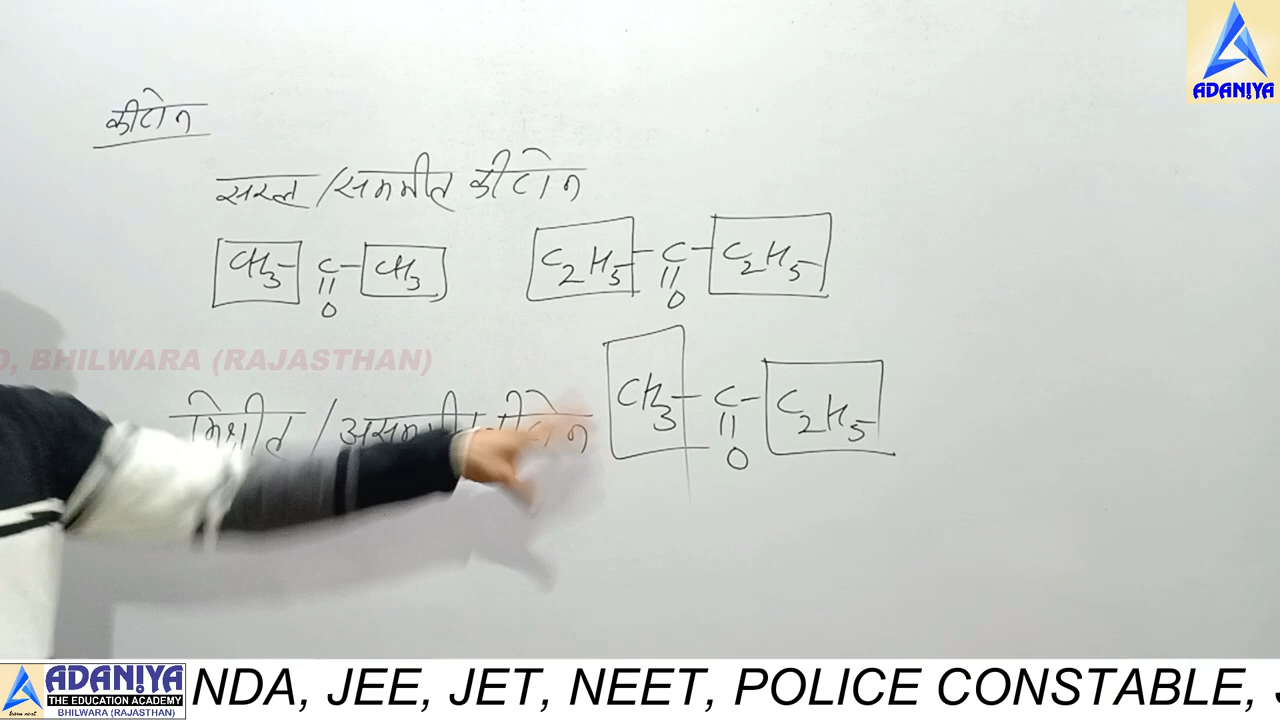 ADANIYA
कीटोन
सरल / सममीत कीटोन
CH3 - C - CH3
||
O
C2H5 - C - C2H5
||
O
D, BHILWARA (RAJASTHAN)
मिश्रीत / असममीत कीटोन
CH3 - C - C2H5
||
O
ADANIYA
THE EDUCATION ACADEMY
BHILWARA (RAJASTHAN)
NDA, JEE, JET, NEET, POLICE CONSTABLE,